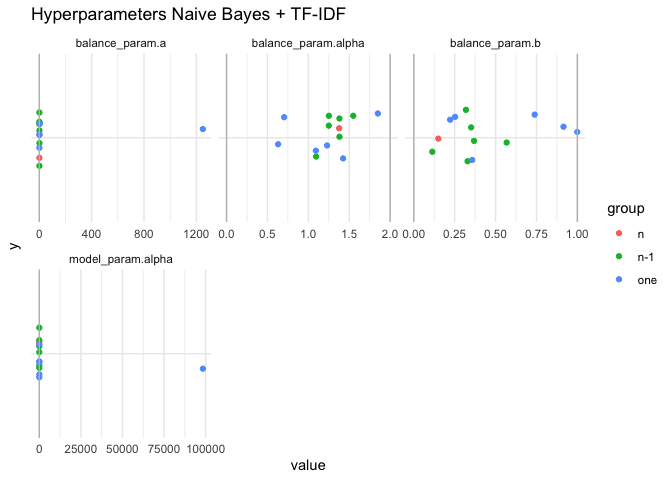 Hyperparameters Naive Bayes + TF-IDF
balance_param.a
balance_param.alpha
balance_param.b
0 400 800 1200
0.0 0.5 1.0 1.5 2.0
0.00 0.25 0.50 0.75 1.00
model_param.alpha
0 25000 50000 75000 100000
y
value
group
n
n-1
one